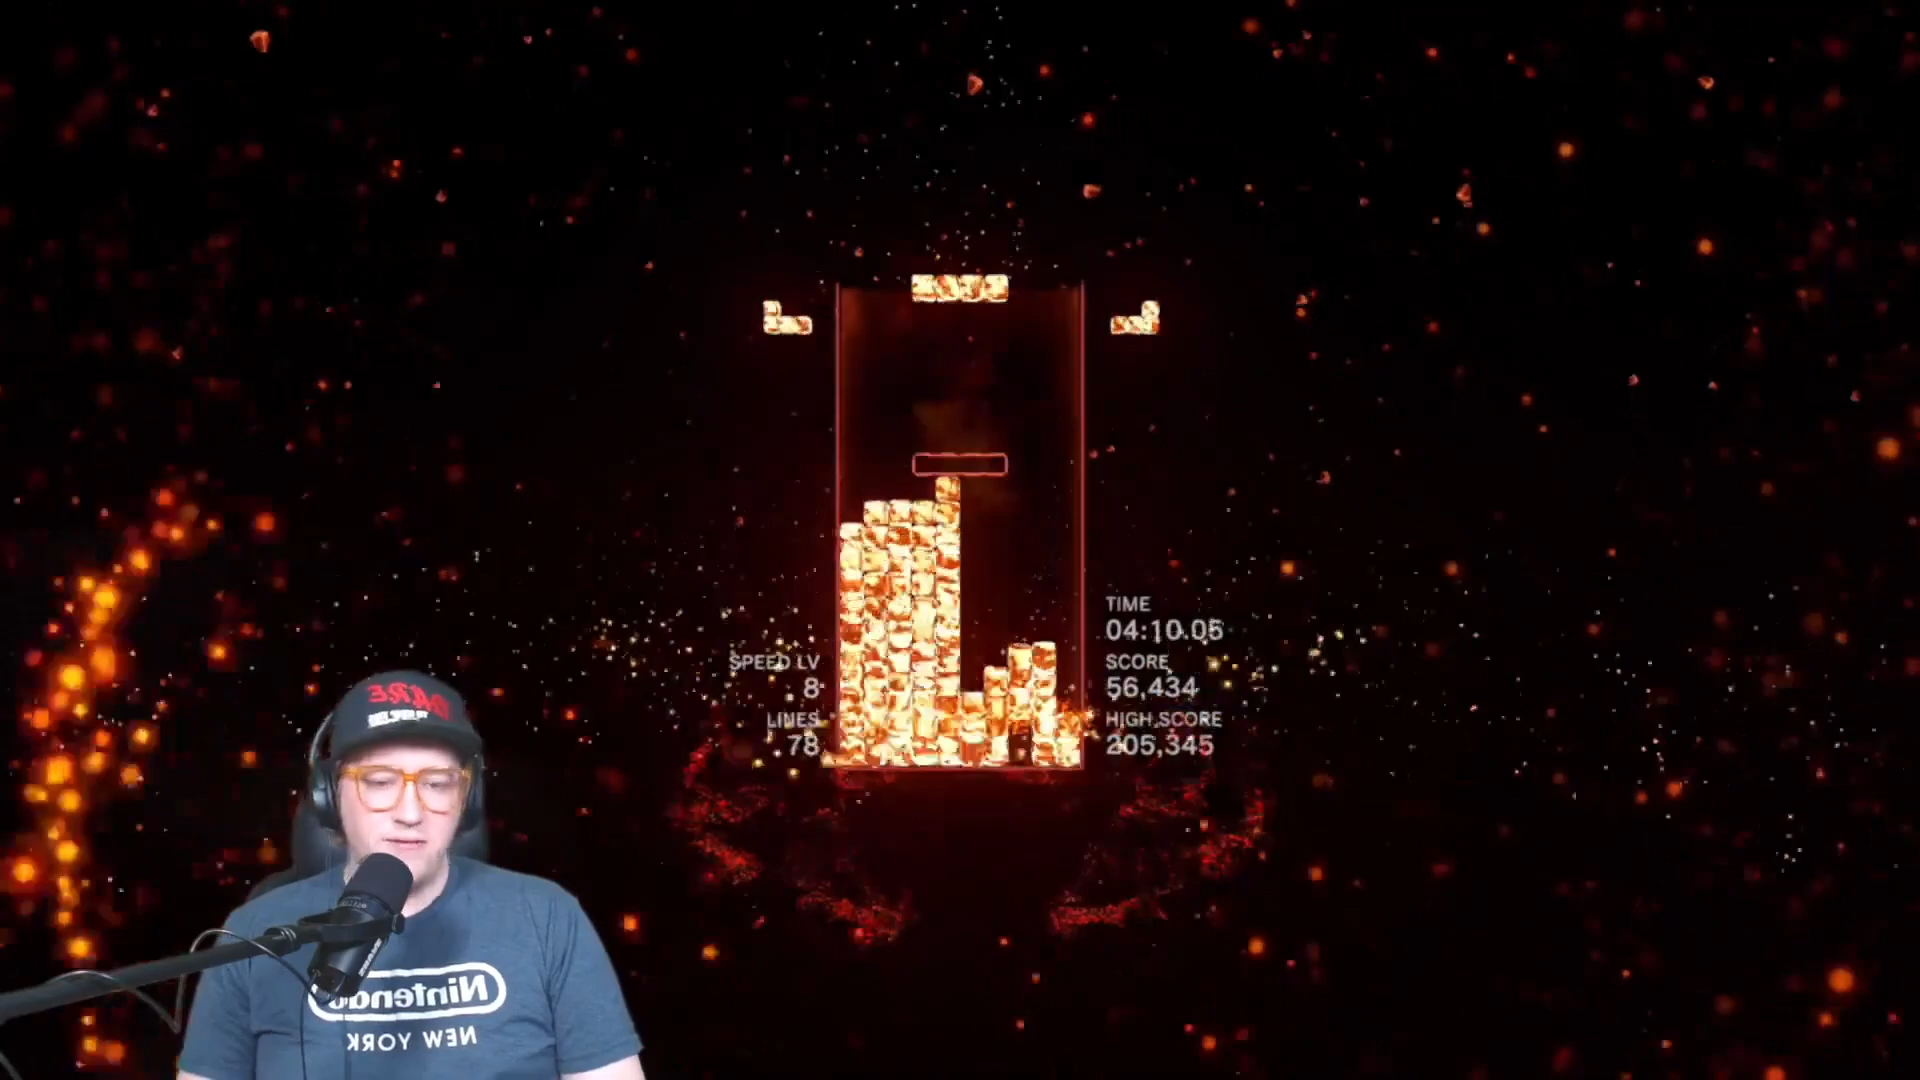 TIME
04:10.05
SPEED LV
8
SCORE
56,434
LINES
78
HIGH SCORE
205,345
DARE
Nintendo
NEW YORK